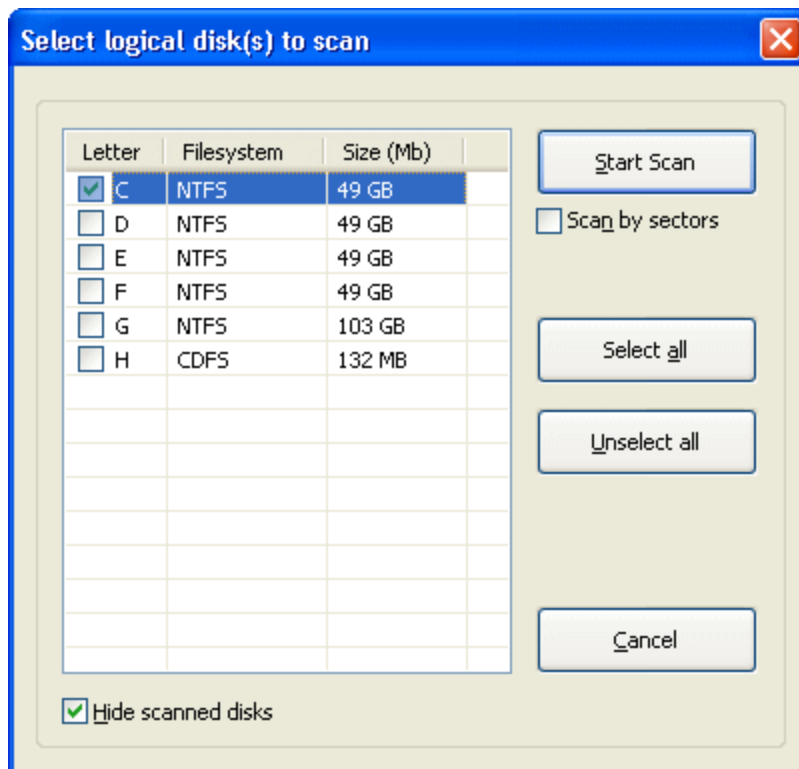 Select logical disk(s) to scan
Letter Filesystem Size (Mb)
C NTFS 49 GB
D NTFS 49 GB
E NTFS 49 GB
F NTFS 49 GB
G NTFS 103 GB
H CDFS 132 MB
Start Scan
Scan by sectors
Select all
Unselect all
Cancel
Hide scanned disks